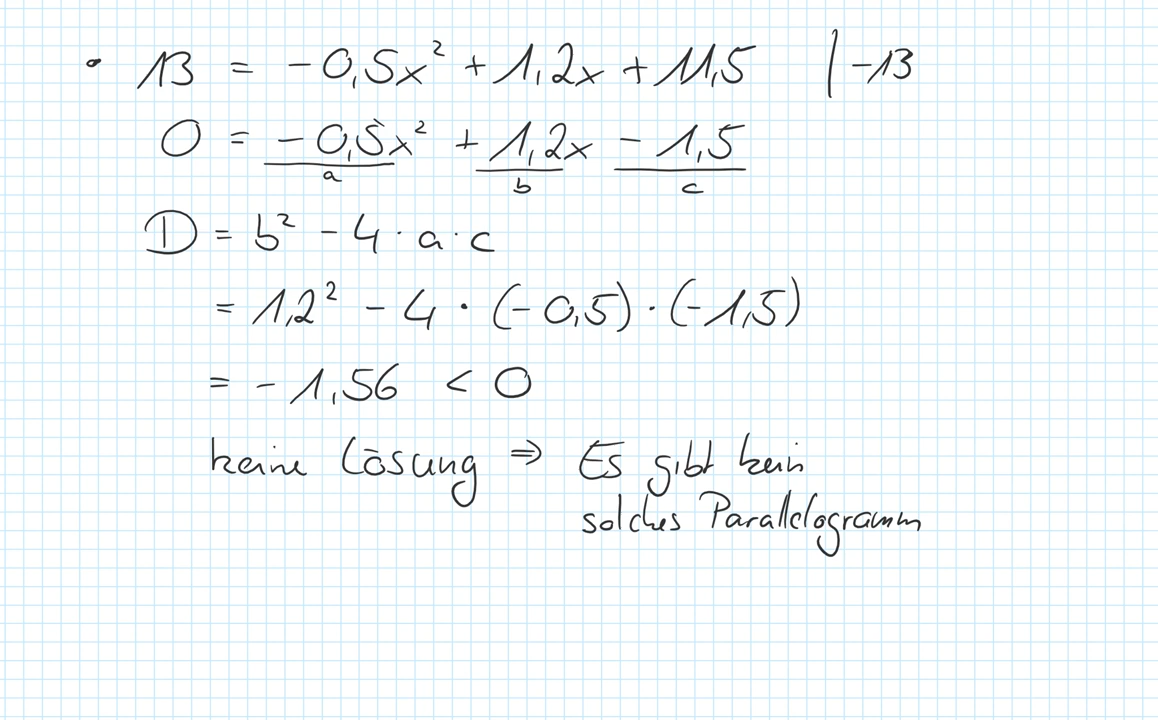 • 13 = -0,5x² + 1,2x + 11,5 | -13
0 = -0,5x² + 1,2x - 1,5
a b c
D = b² - 4 · a · c
= 1,2² - 4 · (-0,5) · (-1,5)
= -1,56 < 0
keine Lösung ⇒ Es gibt kein
solches Parallelogramm